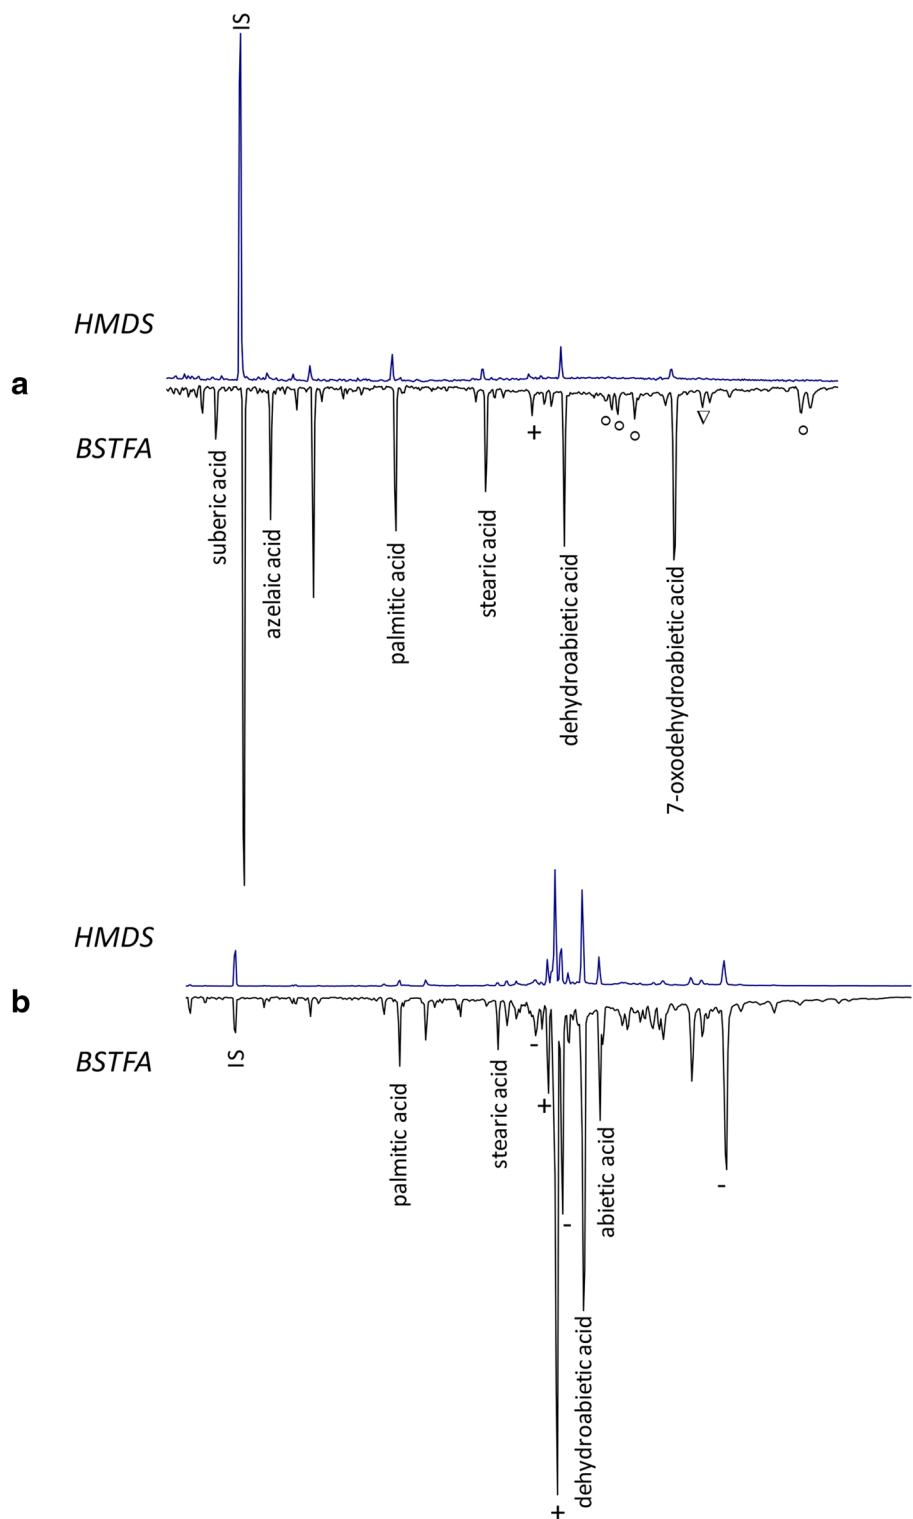 IS
HMDS
a
BSTFA
+
○
○
○
▽
○
suberic acid
azelaic acid
palmitic acid
stearic acid
dehydroabietic acid
7-oxodehydroabietic acid
HMDS
b
BSTFA
IS
-
+
palmitic acid
stearic acid
abietic acid
-
-
dehydroabietic acid
+